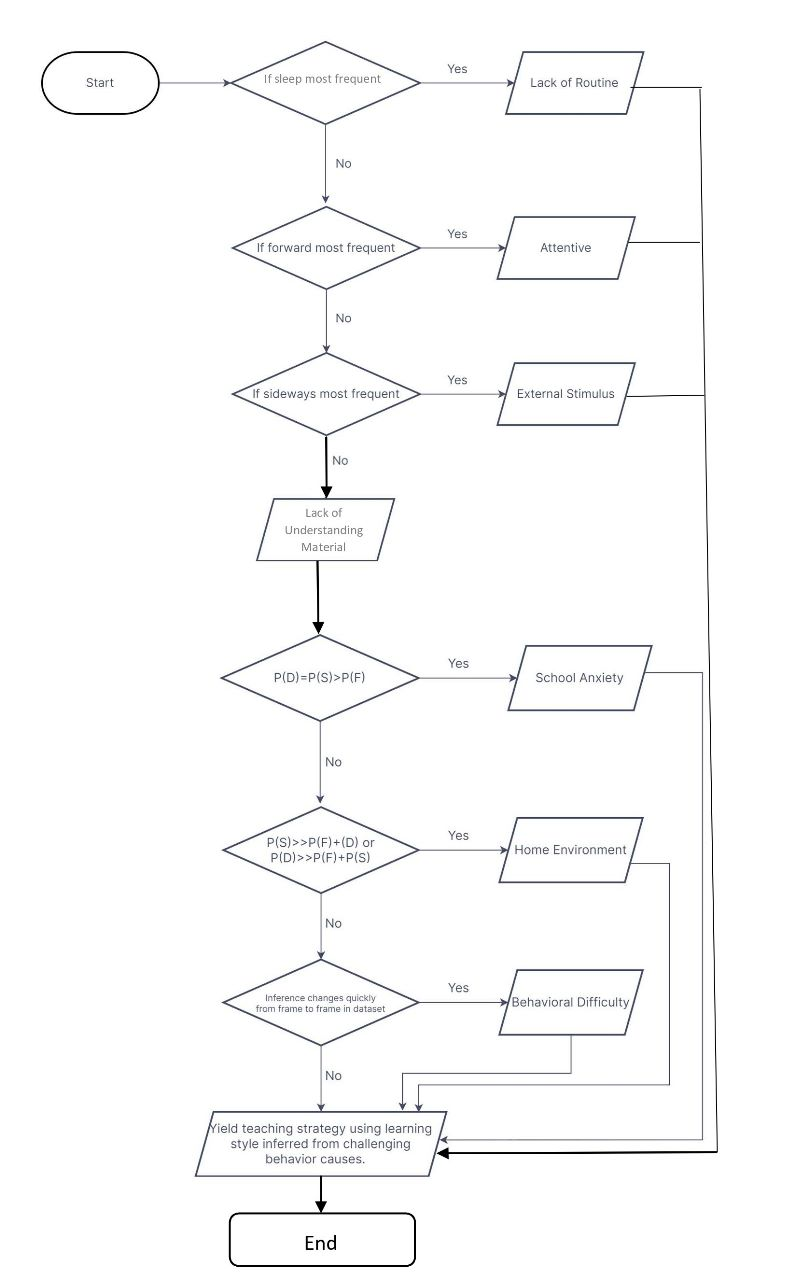 Start
If sleep most frequent
Yes
Lack of Routine
No
If forward most frequent
Yes
Attentive
No
If sideways most frequent
Yes
External Stimulus
No
Lack of
Understanding
Material
P(D)=P(S)>P(F)
Yes
School Anxiety
No
P(S)>>P(F)+(D) or
P(D)>>P(F)+P(S)
Yes
Home Environment
No
Inference changes quickly
from frame to frame in dataset
Yes
Behavioral Difficulty
No
Yield teaching strategy using learning
style inferred from challenging
behavior causes.
End